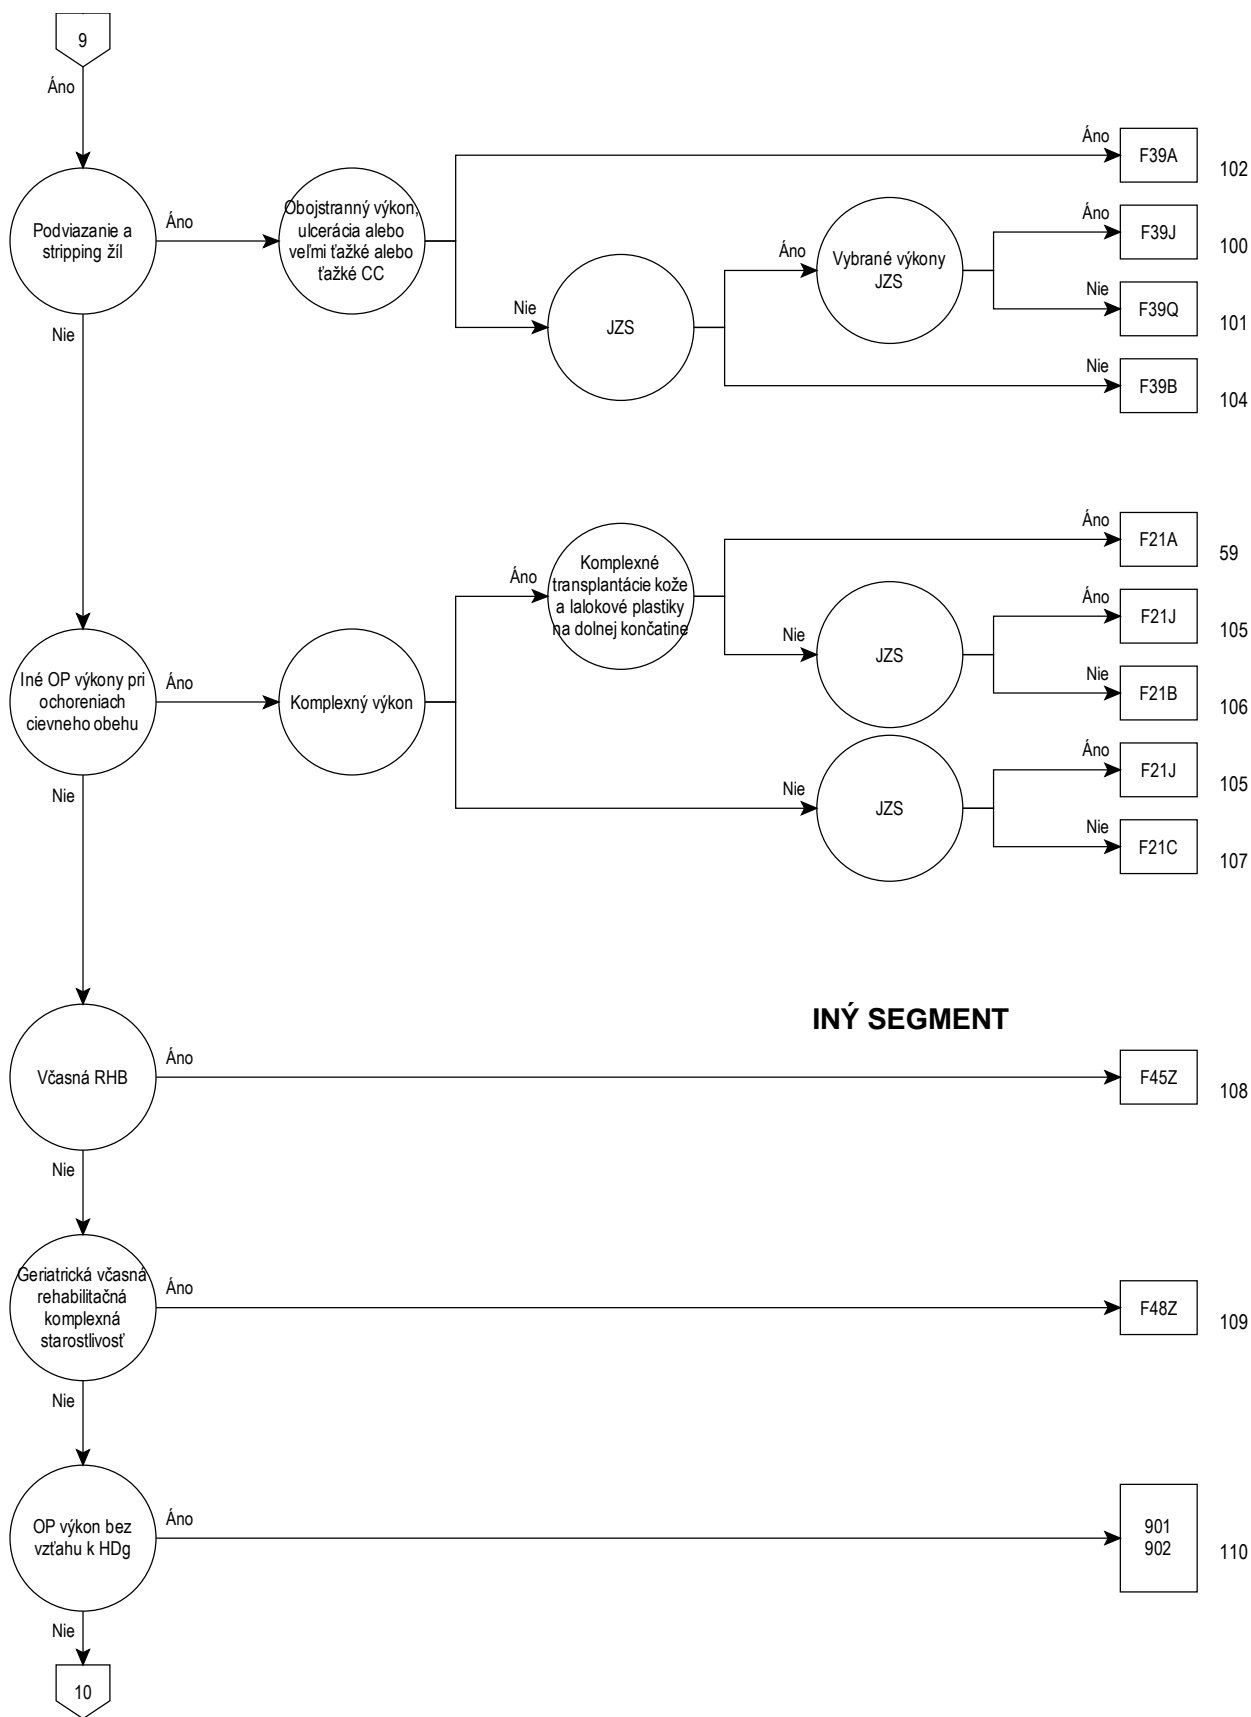 9
Áno
Podviazanie a
stripping žíl
Áno
Obojstranný výkon,
ulcerácia alebo
veľmi ťažké alebo
ťažké CC
Áno
F39A
102
Nie
JZS
Áno
Vybrané výkony
JZS
Áno
F39J
100
Nie
F39Q
101
Nie
F39B
104
Nie
Iné OP výkony pri
ochoreniach
cievneho obehu
Áno
Komplexný výkon
Áno
Komplexné
transplantácie kože
a lalokové plastiky
na dolnej končatine
Áno
F21A
59
Nie
JZS
Áno
F21J
105
Nie
F21B
106
Nie
JZS
Áno
F21J
105
Nie
F21C
107
Nie
INÝ SEGMENT
Včasná RHB
Áno
F45Z
108
Nie
Geriatrická včasná
rehabilitačná
komplexná
starostlivosť
Áno
F48Z
109
Nie
OP výkon bez
vzťahu k HDg
Áno
901
902
110
Nie
10